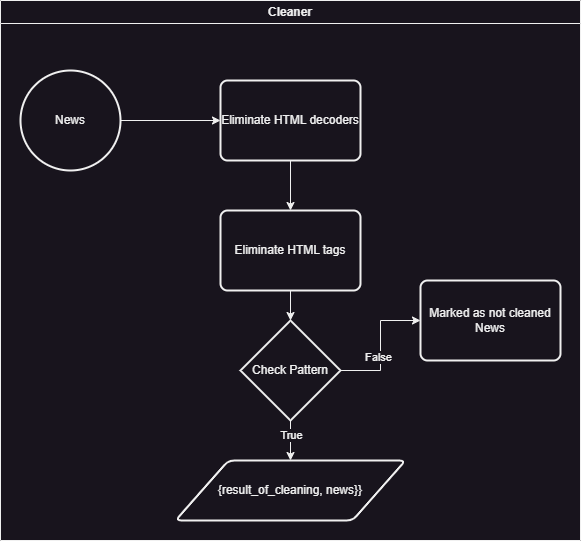 Cleaner
News
Eliminate HTML decoders
Eliminate HTML tags
Marked as not cleaned
News
Check Pattern
False
True
{result_of_cleaning, news}}